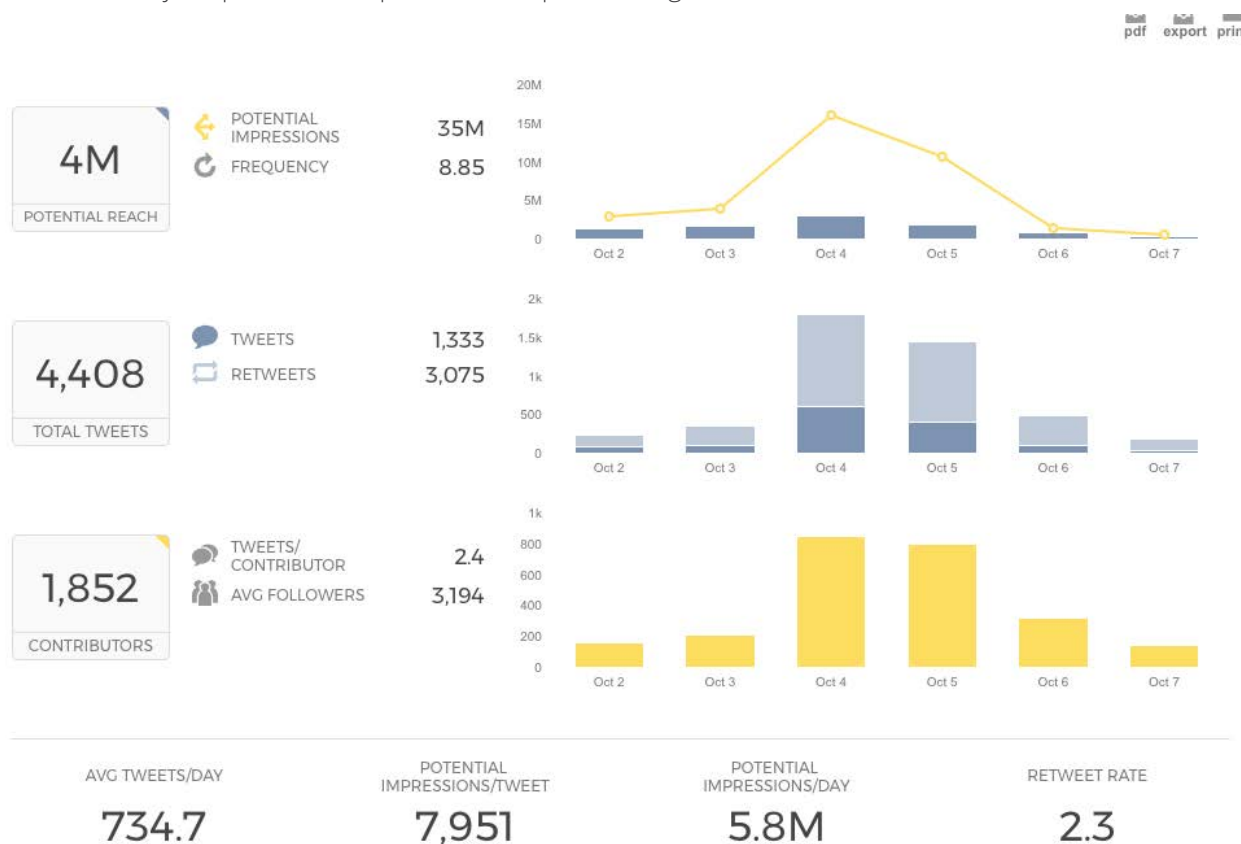 pdf export prin
4M
POTENTIAL REACH
POTENTIAL
IMPRESSIONS
35M
FREQUENCY
8.85
20M
15M
10M
5M
0
Oct 2 Oct 3 Oct 4 Oct 5 Oct 6 Oct 7
4,408
TOTAL TWEETS
TWEETS
1,333
RETWEETS
3,075
2k
1.5k
1k
500
0
Oct 2 Oct 3 Oct 4 Oct 5 Oct 6 Oct 7
1,852
CONTRIBUTORS
TWEETS/
CONTRIBUTOR
2.4
AVG FOLLOWERS
3,194
1k
800
600
400
200
0
Oct 2 Oct 3 Oct 4 Oct 5 Oct 6 Oct 7
AVG TWEETS/DAY
734.7
POTENTIAL
IMPRESSIONS/TWEET
7,951
POTENTIAL
IMPRESSIONS/DAY
5.8M
RETWEET RATE
2.3